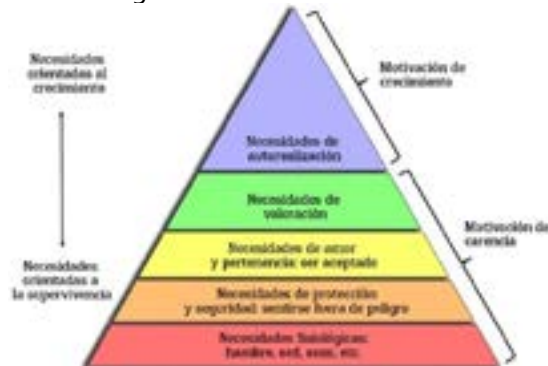 Necesidades
orientadas al
crecimiento
Motivación de
crecimiento
Necesidades de
autorrealización
Necesidades de
valoración
Motivación de
carencia
Necesidades de amor
y pertenencia: ser aceptado
Necesidades
orientadas a
la supervivencia
Necesidades de protección
y seguridad: sentirse fuera de peligro
Necesidades fisiológicas:
hambre, sed, sexo, etc.